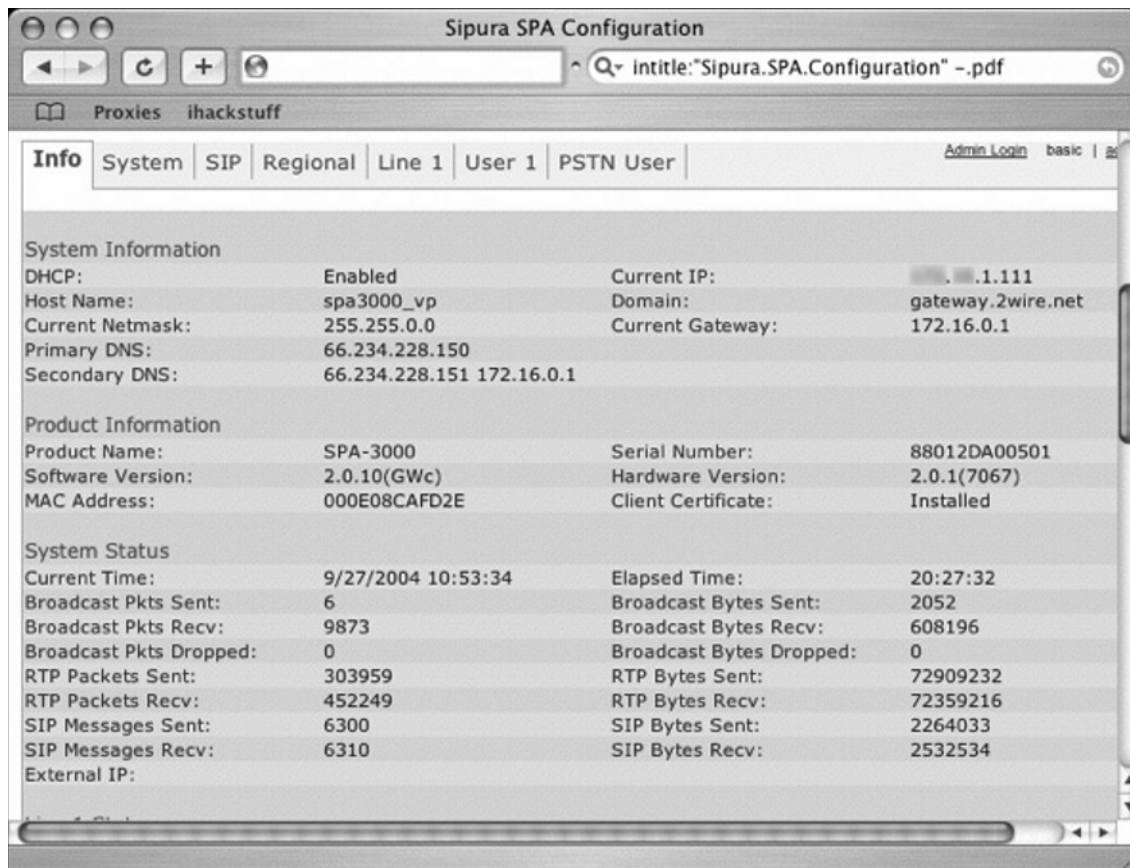 Sipura SPA Configuration
intitle:"Sipura.SPA.Configuration" -.pdf
Proxies ihackstuff
Info System SIP Regional Line 1 User 1 PSTN User Admin Login basic |
System Information
DHCP: Enabled Current IP: .1.111
Host Name: spa3000_vp Domain: gateway.2wire.net
Current Netmask: 255.255.0.0 Current Gateway: 172.16.0.1
Primary DNS: 66.234.228.150
Secondary DNS: 66.234.228.151 172.16.0.1
Product Information
Product Name: SPA-3000 Serial Number: 88012DA00501
Software Version: 2.0.10(GWc) Hardware Version: 2.0.1(7067)
MAC Address: 000E08CAFD2E Client Certificate: Installed
System Status
Current Time: 9/27/2004 10:53:34 Elapsed Time: 20:27:32
Broadcast Pkts Sent: 6 Broadcast Bytes Sent: 2052
Broadcast Pkts Recv: 9873 Broadcast Bytes Recv: 608196
Broadcast Pkts Dropped: 0 Broadcast Bytes Dropped: 0
RTP Packets Sent: 303959 RTP Bytes Sent: 72909232
RTP Packets Recv: 452249 RTP Bytes Recv: 72359216
SIP Messages Sent: 6300 SIP Bytes Sent: 2264033
SIP Messages Recv: 6310 SIP Bytes Recv: 2532534
External IP: